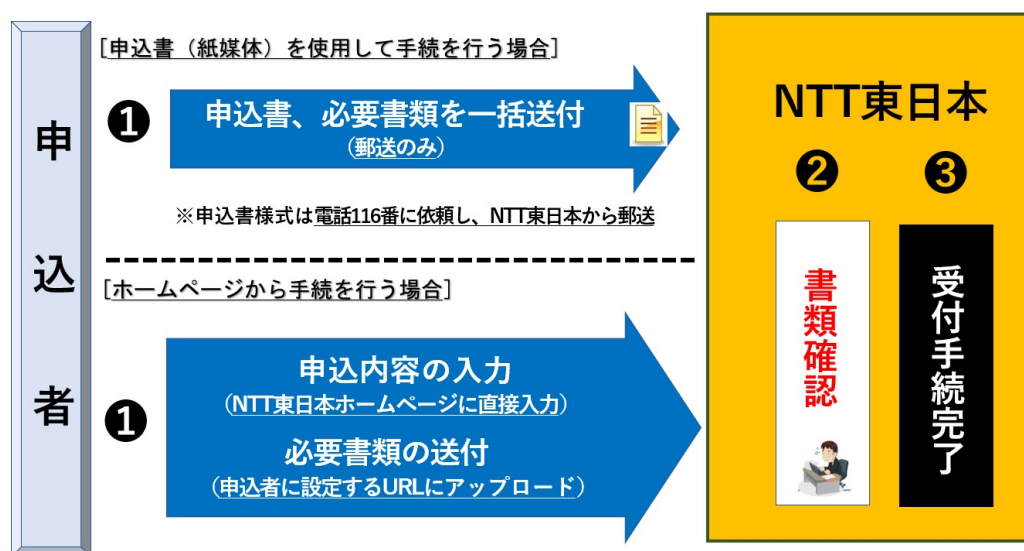 申込者
[申込書（紙媒体）を使用して手続を行う場合]
❶
申込書、必要書類を一括送付
（郵送のみ）
※申込書様式は電話116番に依頼し、NTT東日本から郵送
[ホームページから手続を行う場合]
❶
申込内容の入力
（NTT東日本ホームページに直接入力）
必要書類の送付
（申込者に設定するURLにアップロード）
NTT東日本
❷
❸
書類確認
受付手続完了